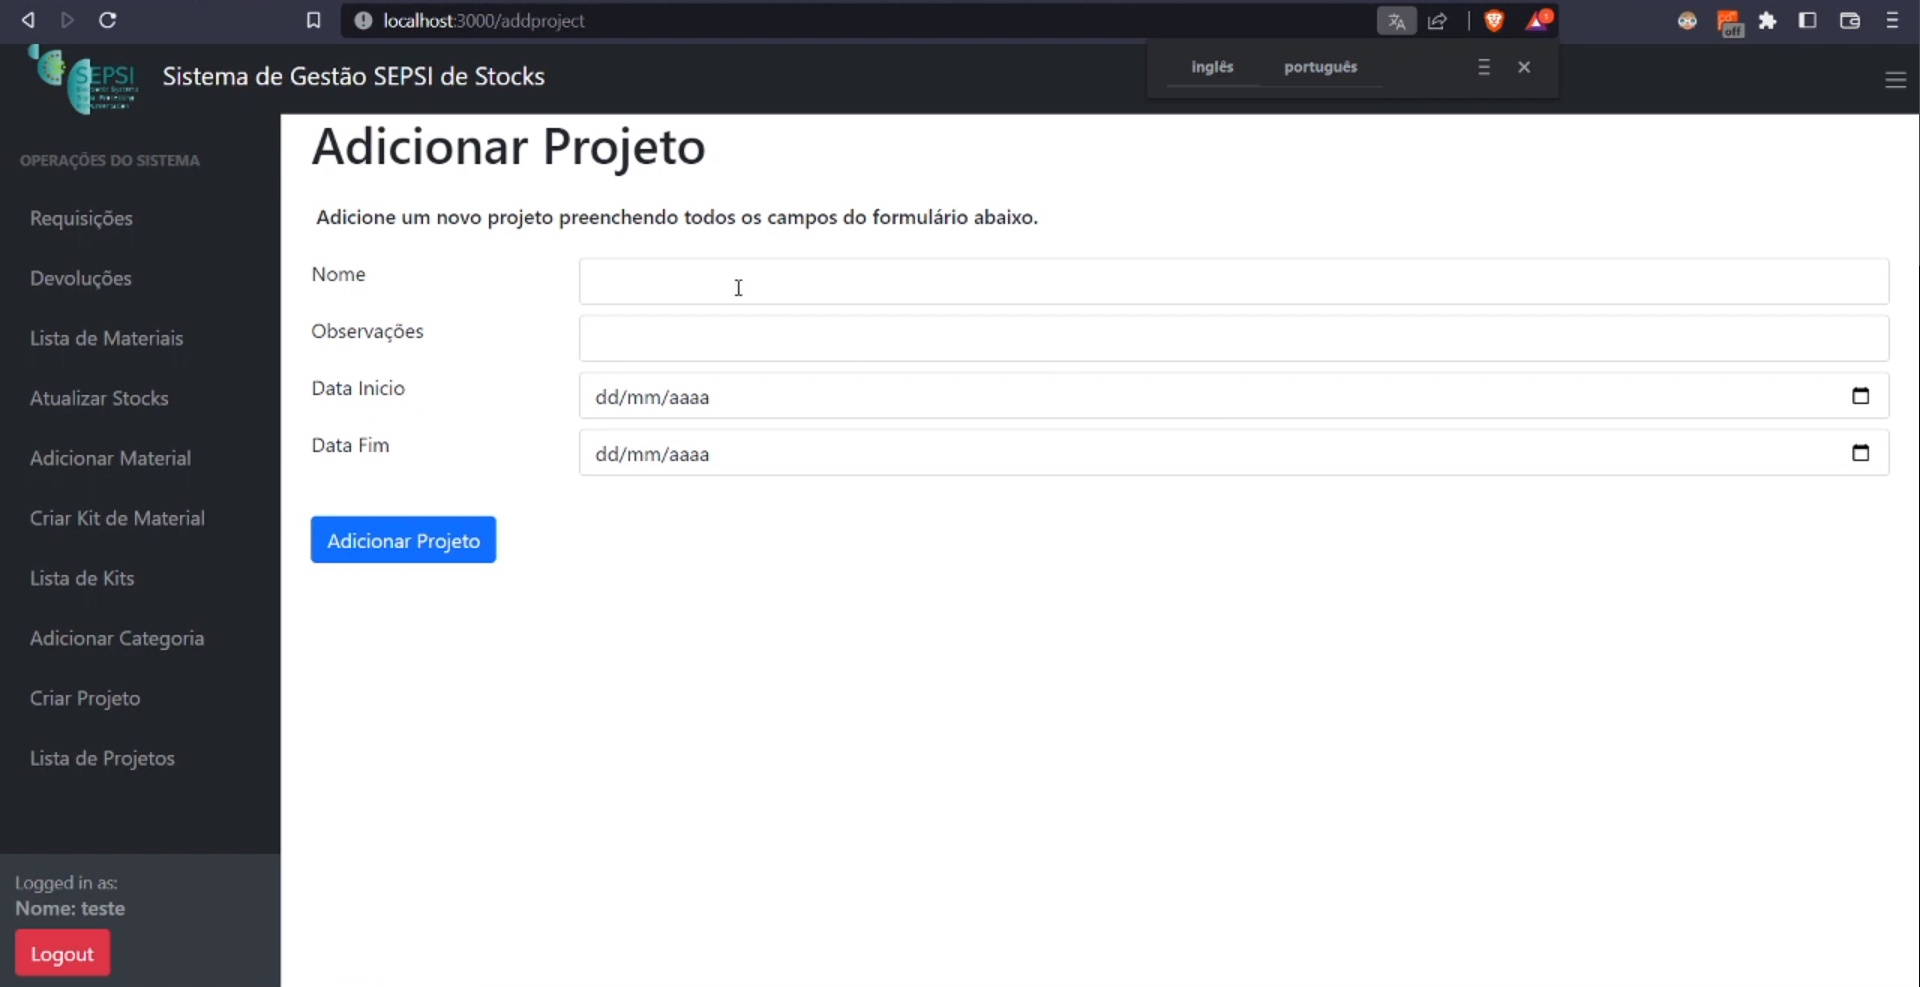 localhost:3000/addproject
inglês português
off
1
SEPSI
Sistema de Gestão SEPSI de Stocks
OPERAÇÕES DO SISTEMA
Requisições
Devoluções
Lista de Materiais
Atualizar Stocks
Adicionar Material
Criar Kit de Material
Lista de Kits
Adicionar Categoria
Criar Projeto
Lista de Projetos
Logged in as:
Nome: teste
Logout
Adicionar Projeto
Adicione um novo projeto preenchendo todos os campos do formulário abaixo.
Nome
Observações
Data Inicio
dd/mm/aaaa
Data Fim
dd/mm/aaaa
Adicionar Projeto